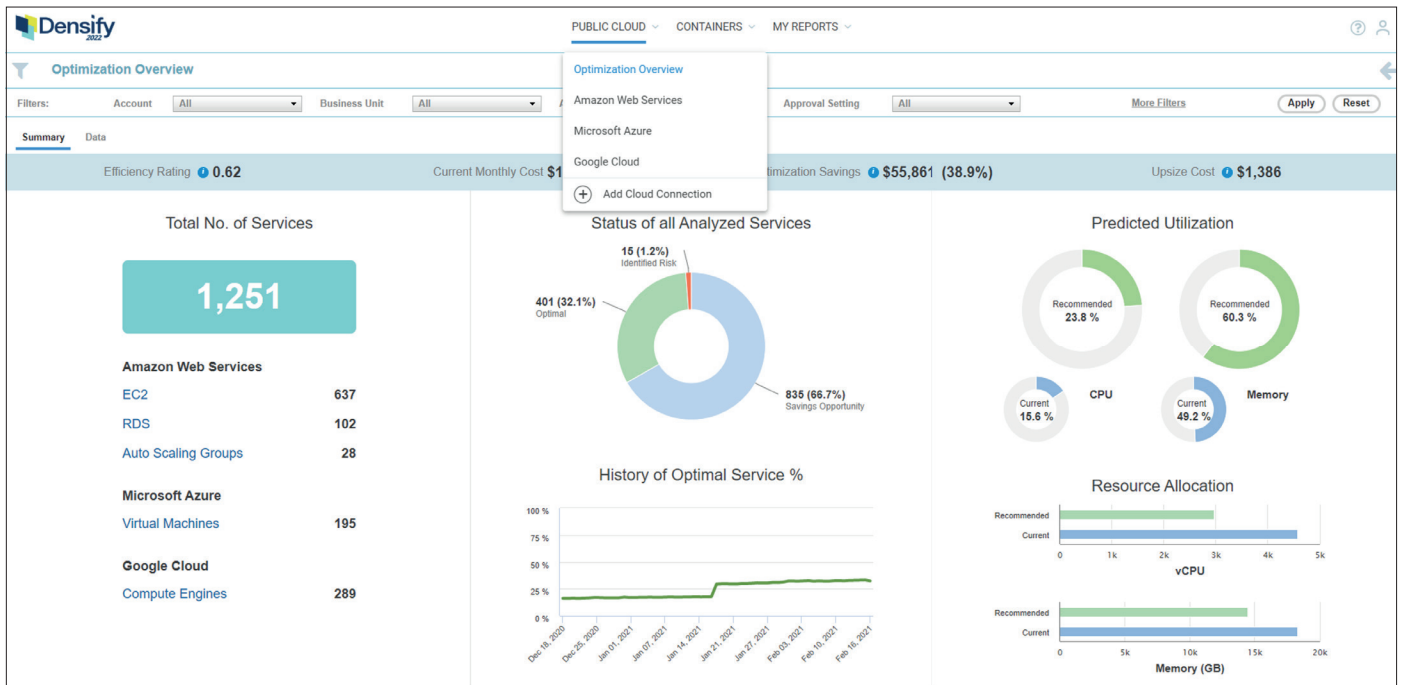 Densify
2022
PUBLIC CLOUD CONTAINERS MY REPORTS
Optimization Overview
Optimization Overview
Amazon Web Services
Microsoft Azure
Google Cloud
Add Cloud Connection
Filters: Account All Business Unit All Approval Setting All More Filters Apply Reset
Summary Data
Efficiency Rating 0.62 Current Monthly Cost $1 timization Savings $55,861 (38.9%) Upsize Cost $1,386
Total No. of Services
1,251
Amazon Web Services
EC2 637
RDS 102
Auto Scaling Groups 28
Microsoft Azure
Virtual Machines 195
Google Cloud
Compute Engines 289
Status of all Analyzed Services
15 (1.2%)
Identified Risk
401 (32.1%)
Optimal
835 (66.7%)
Savings Opportunity
History of Optimal Service %
100 %
75 %
50 %
25 %
0 %
Dec 18, 2020 Dec 25, 2020 Jan 01, 2021 Jan 07, 2021 Jan 14, 2021 Jan 21, 2021 Jan 27, 2021 Feb 03, 2021 Feb 10, 2021 Feb 16, 2021
Predicted Utilization
Recommended
23.8 %
Recommended
60.3 %
Current
15.6 %
CPU
Current
49.2 %
Memory
Resource Allocation
Recommended
Current
0 1k 2k 3k 4k 5k
vCPU
Recommended
Current
0 5k 10k 15k 20k
Memory (GB)